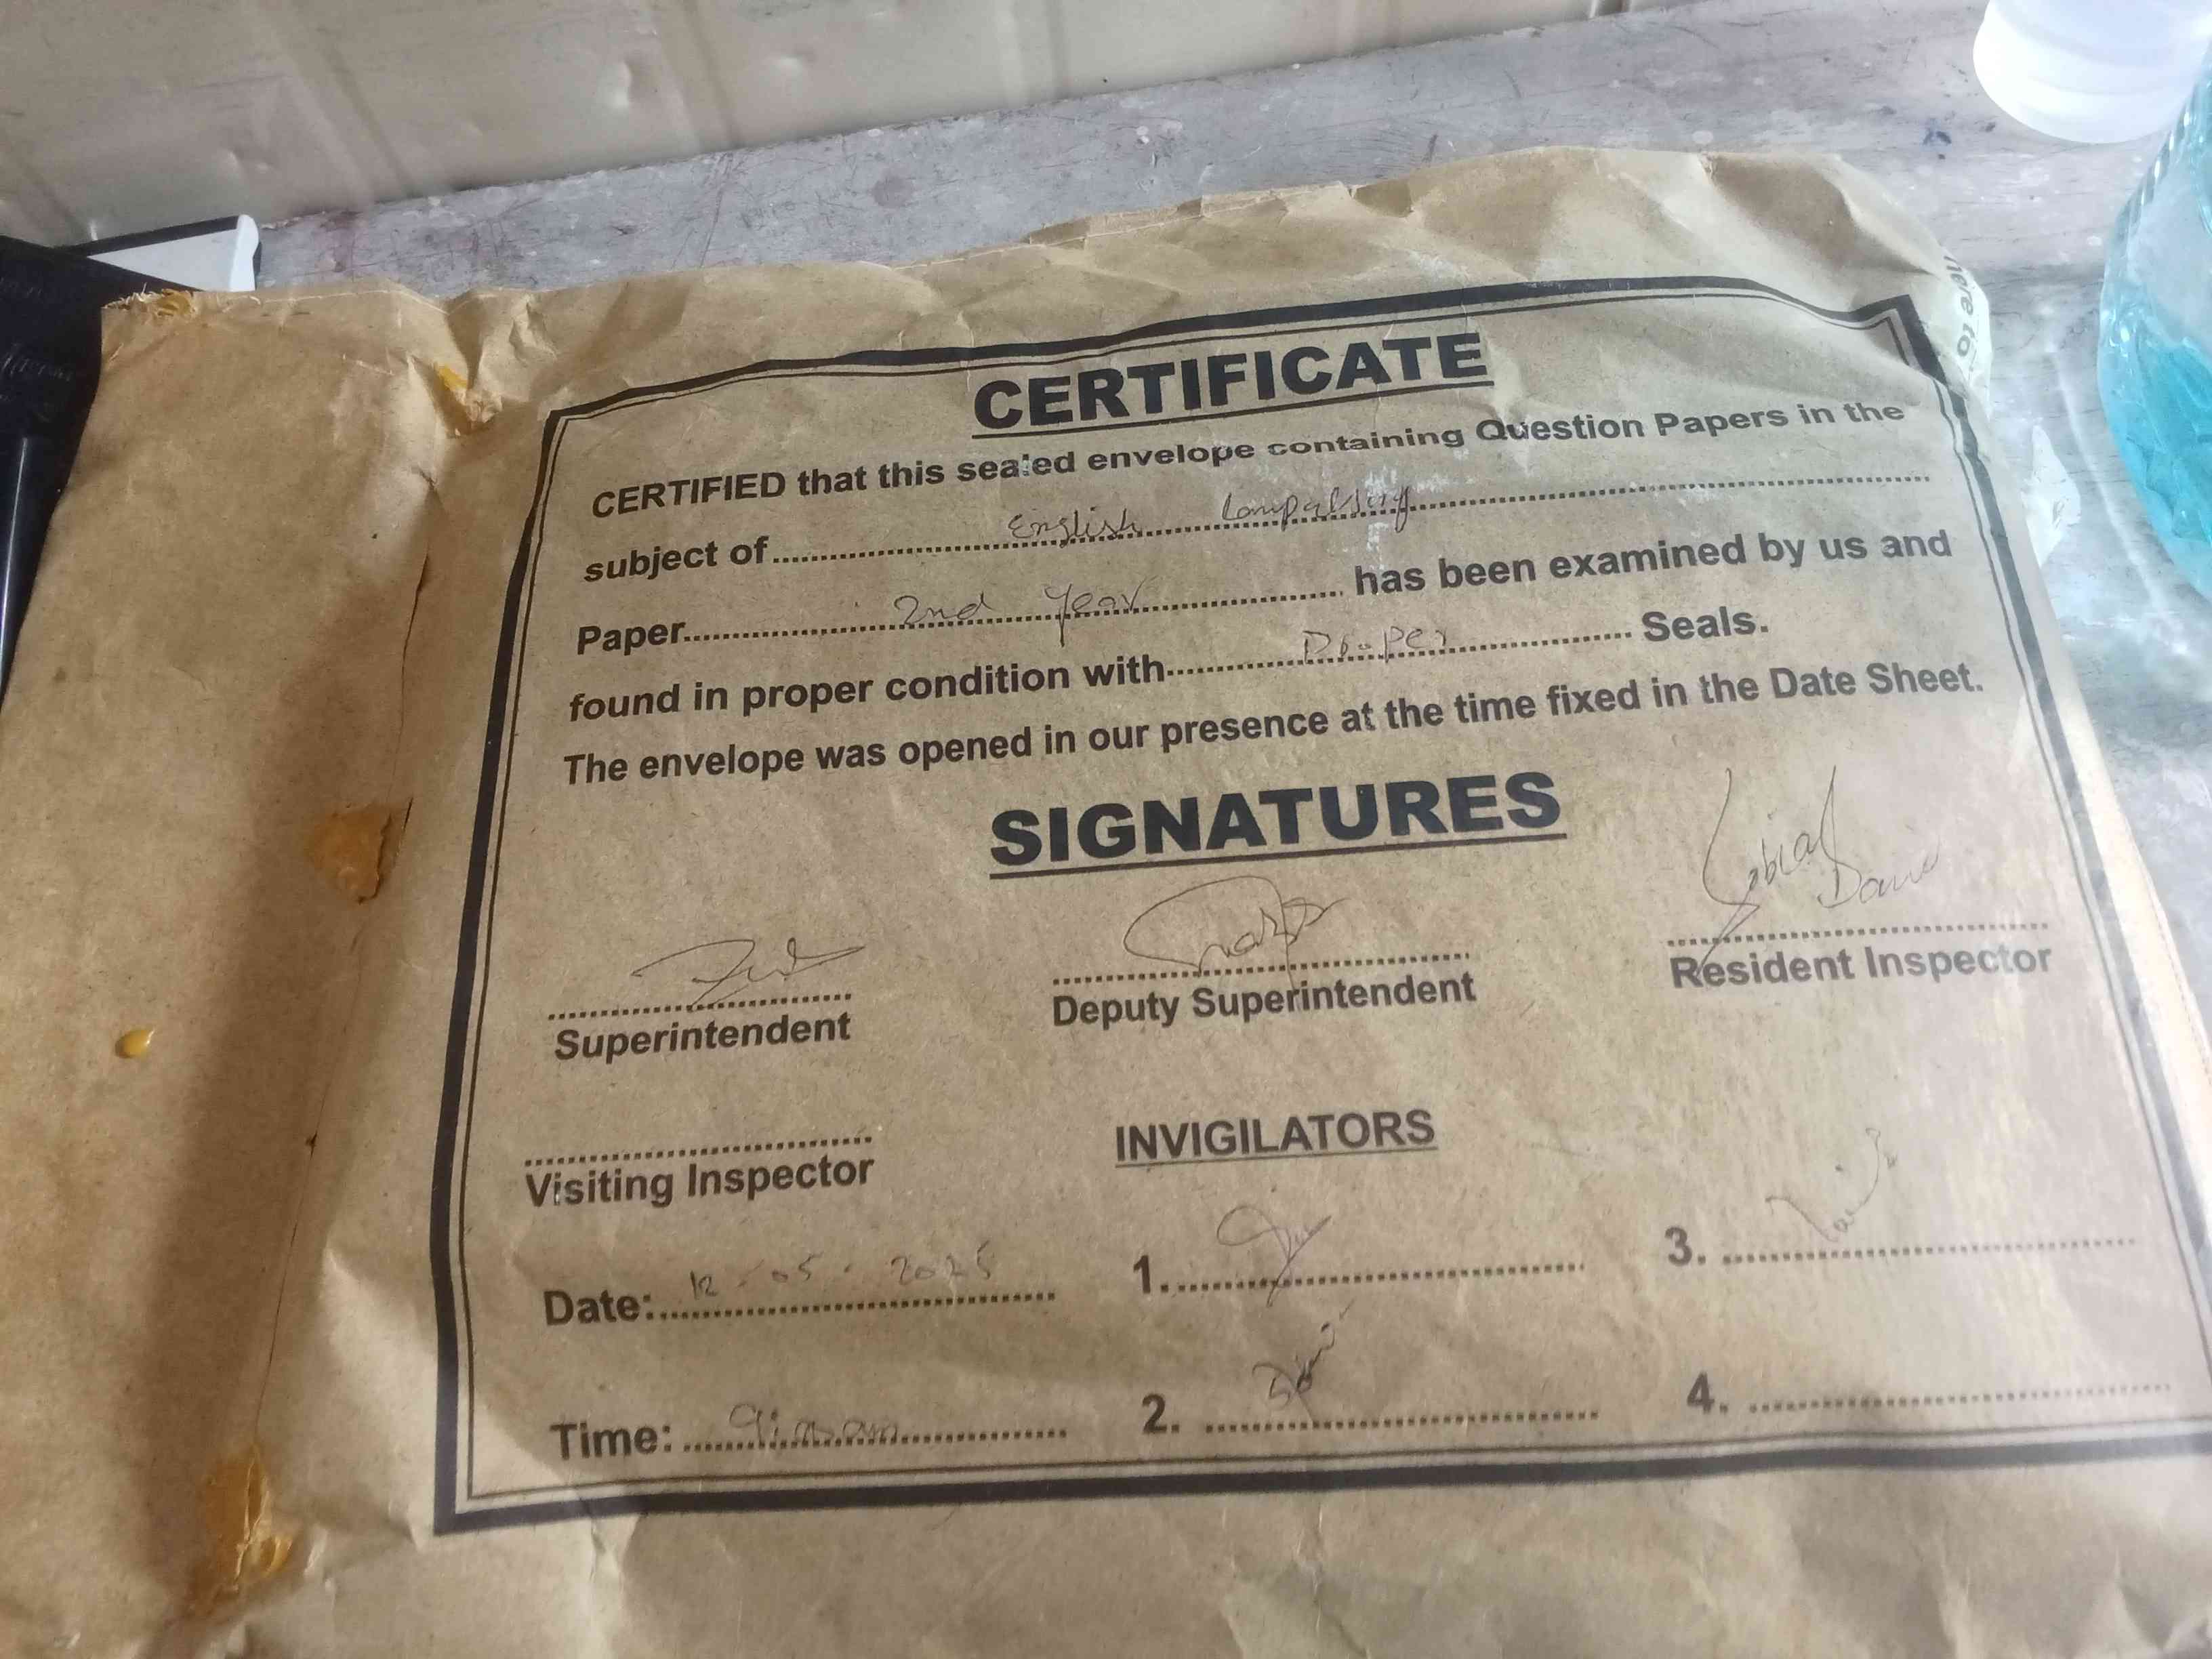 CERTIFICATE
CERTIFIED that this sealed envelope containing Question Papers in the
subject of English Compulsory
Paper 2nd Year has been examined by us and
found in proper condition with Proper Seals.
The envelope was opened in our presence at the time fixed in the Date Sheet.
SIGNATURES
Superintendent
Deputy Superintendent
Resident Inspector
Visiting Inspector
INVIGILATORS
Date: 12.05.2025
1.
3.
Time:
2.
4.
here to